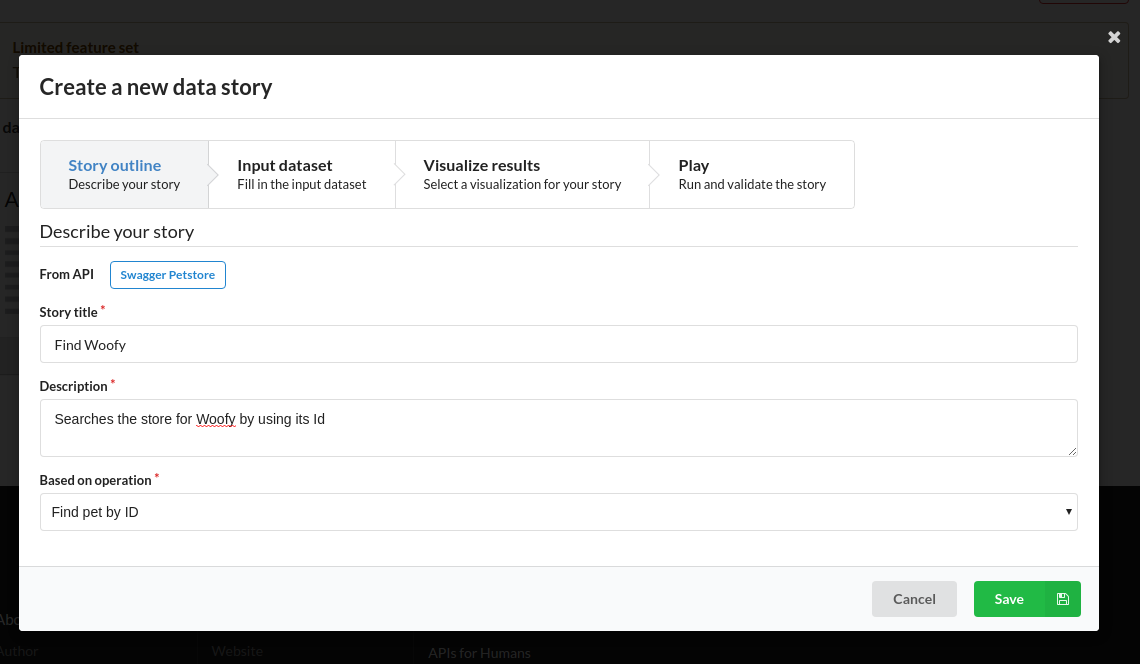 Limited feature set
Create a new data story
Story outline
Describe your story
Input dataset
Fill in the input dataset
Visualize results
Select a visualization for your story
Play
Run and validate the story
Describe your story
From API
Swagger Petstore
Story title *
Find Woofy
Description *
Searches the store for Woofy by using its Id
Based on operation *
Find pet by ID
Cancel
Save
Author
Website
APIs for Humans